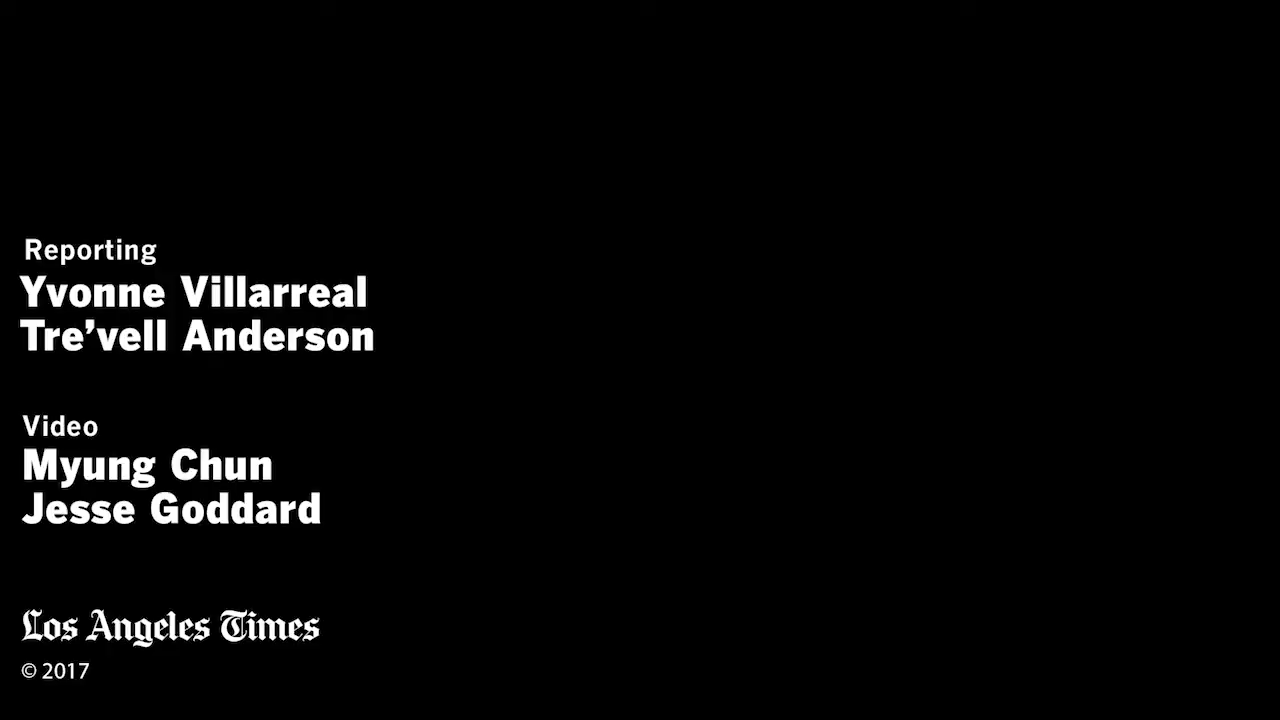 Reporting
Yvonne Villarreal
Tre’vell Anderson
Video
Myung Chun
Jesse Goddard
Los Angeles Times
© 2017